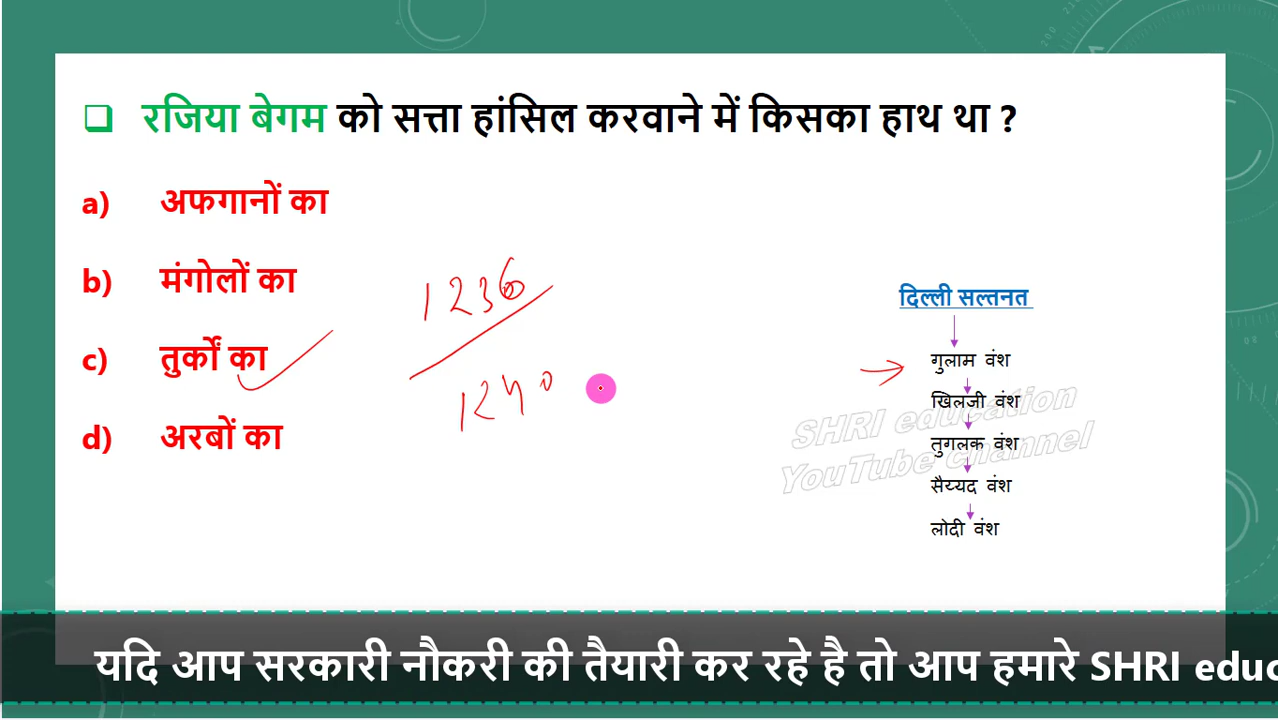 रजिया बेगम को सत्ता हांसिल करवाने में किसका हाथ था ?
a) अफगानों का
b) मंगोलों का
c) तुर्कों का
d) अरबों का
1236
1240
दिल्ली सल्तनत
गुलाम वंश
खिलजी वंश
तुगलक वंश
सैय्यद वंश
लोदी वंश
SHRI education
YouTube channel
यदि आप सरकारी नौकरी की तैयारी कर रहे है तो आप हमारे SHRI educ